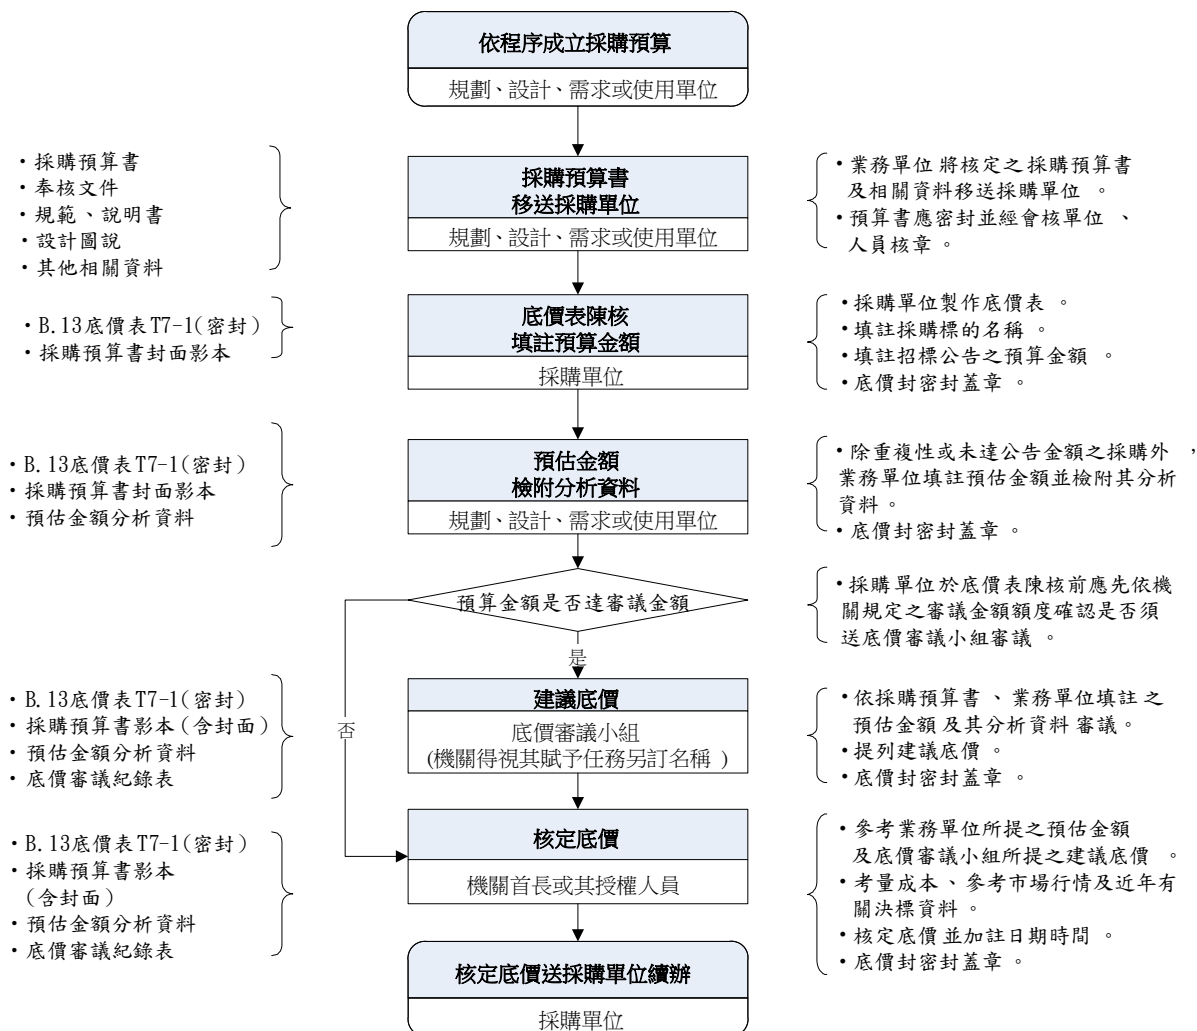 依程序成立採購預算
規劃、設計、需求或使用單位
・採購預算書
・奉核文件
・規範、說明書
・設計圖說
・其他相關資料
採購預算書
移送採購單位
規劃、設計、需求或使用單位
・業務單位將核定之採購預算書
及相關資料移送採購單位。
・預算書應密封並經會核單位、
人員核章。
・B.13底價表T7-1(密封)
・採購預算書封面影本
底價表陳核
填註預算金額
採購單位
・採購單位製作底價表。
・填註採購標的名稱。
・填註招標公告之預算金額。
・底價封密封蓋章。
・B.13底價表T7-1(密封)
・採購預算書封面影本
・預估金額分析資料
預估金額
檢附分析資料
規劃、設計、需求或使用單位
・除重複性或未達公告金額之採購外，
業務單位填註預估金額並檢附其分析
資料。
・底價封密封蓋章。
預算金額是否達審議金額
・採購單位於底價表陳核前應先依機
關規定之審議金額額度確認是否須
送底價審議小組審議。
是
否
・B.13底價表T7-1(密封)
・採購預算書影本(含封面)
・預估金額分析資料
・底價審議紀錄表
建議底價
底價審議小組
(機關得視其賦予任務另訂名稱)
・依採購預算書、業務單位填註之
預估金額及其分析資料審議。
・提列建議底價。
・底價封密封蓋章。
・B.13底價表T7-1(密封)
・採購預算書影本
(含封面)
・預估金額分析資料
・底價審議紀錄表
核定底價
機關首長或其授權人員
・參考業務單位所提之預估金額
及底價審議小組所提之建議底價。
・考量成本、參考市場行情及近年有
關決標資料。
・核定底價並加註日期時間。
・底價封密封蓋章。
核定底價送採購單位續辦
採購單位